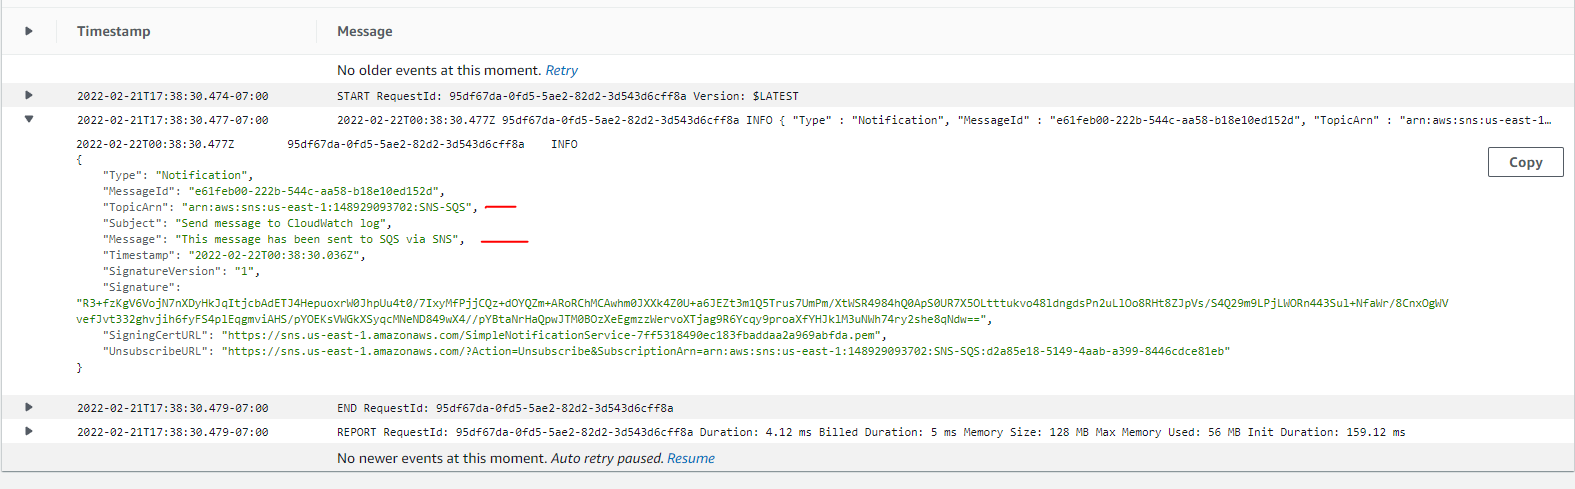 Timestamp Message
No older events at this moment. Retry
2022-02-21T17:38:30.474-07:00 START RequestId: 95df67da-0fd5-5ae2-82d2-3d543d6cff8a Version: $LATEST
2022-02-21T17:38:30.477-07:00 2022-02-22T00:38:30.477Z 95df67da-0fd5-5ae2-82d2-3d543d6cff8a INFO { "Type" : "Notification", "MessageId" : "e61feb00-222b-544c-aa58-b18e10ed152d", "TopicArn" : "arn:aws:sns:us-east-1…
2022-02-22T00:38:30.477Z 95df67da-0fd5-5ae2-82d2-3d543d6cff8a INFO
Copy
{
"Type": "Notification",
"MessageId": "e61feb00-222b-544c-aa58-b18e10ed152d",
"TopicArn": "arn:aws:sns:us-east-1:148929093702:SNS-SQS",
"Subject": "Send message to CloudWatch log",
"Message": "This message has been sent to SQS via SNS",
"Timestamp": "2022-02-22T00:38:30.036Z",
"SignatureVersion": "1",
"Signature":
"R3+fzKgV6VojN7nXDyHkJqItjcbAdETJ4HepuoxrW0JhpUu4t0/7IxyMfPjjCQz+dOYQZm+ARoRChMCAwhm0JXXk4Z0U+a6JEZt3m1Q5Trus7UmPm/XtWSR4984hQ0ApS0UR7X5OLtttukvo48ldngdsPn2uLlOo8RHt8ZJpVs/S4Q29m9LPjLWORn443Sul+NfaWr/8CnxOgWV
vefJvt332ghvjih6fyFS4plEqgmviAHS/pYOEKsVWGkXSyqcMNeND849wX4//pYBtaNrHaQpwJTM0BOzXeEgmzzWervoXTjag9R6Ycqy9proaXfYHJklM3uNWh74ry2she8qNdw==",
"SigningCertURL": "https://sns.us-east-1.amazonaws.com/SimpleNotificationService-7ff5318490ec183fbaddaa2a969abfda.pem",
"UnsubscribeURL": "https://sns.us-east-1.amazonaws.com/?Action=Unsubscribe&SubscriptionArn=arn:aws:sns:us-east-1:148929093702:SNS-SQS:d2a85e18-5149-4aab-a399-8446cdce81eb"
}
2022-02-21T17:38:30.479-07:00 END RequestId: 95df67da-0fd5-5ae2-82d2-3d543d6cff8a
2022-02-21T17:38:30.479-07:00 REPORT RequestId: 95df67da-0fd5-5ae2-82d2-3d543d6cff8a Duration: 4.12 ms Billed Duration: 5 ms Memory Size: 128 MB Max Memory Used: 56 MB Init Duration: 159.12 ms
No newer events at this moment. Auto retry paused. Resume